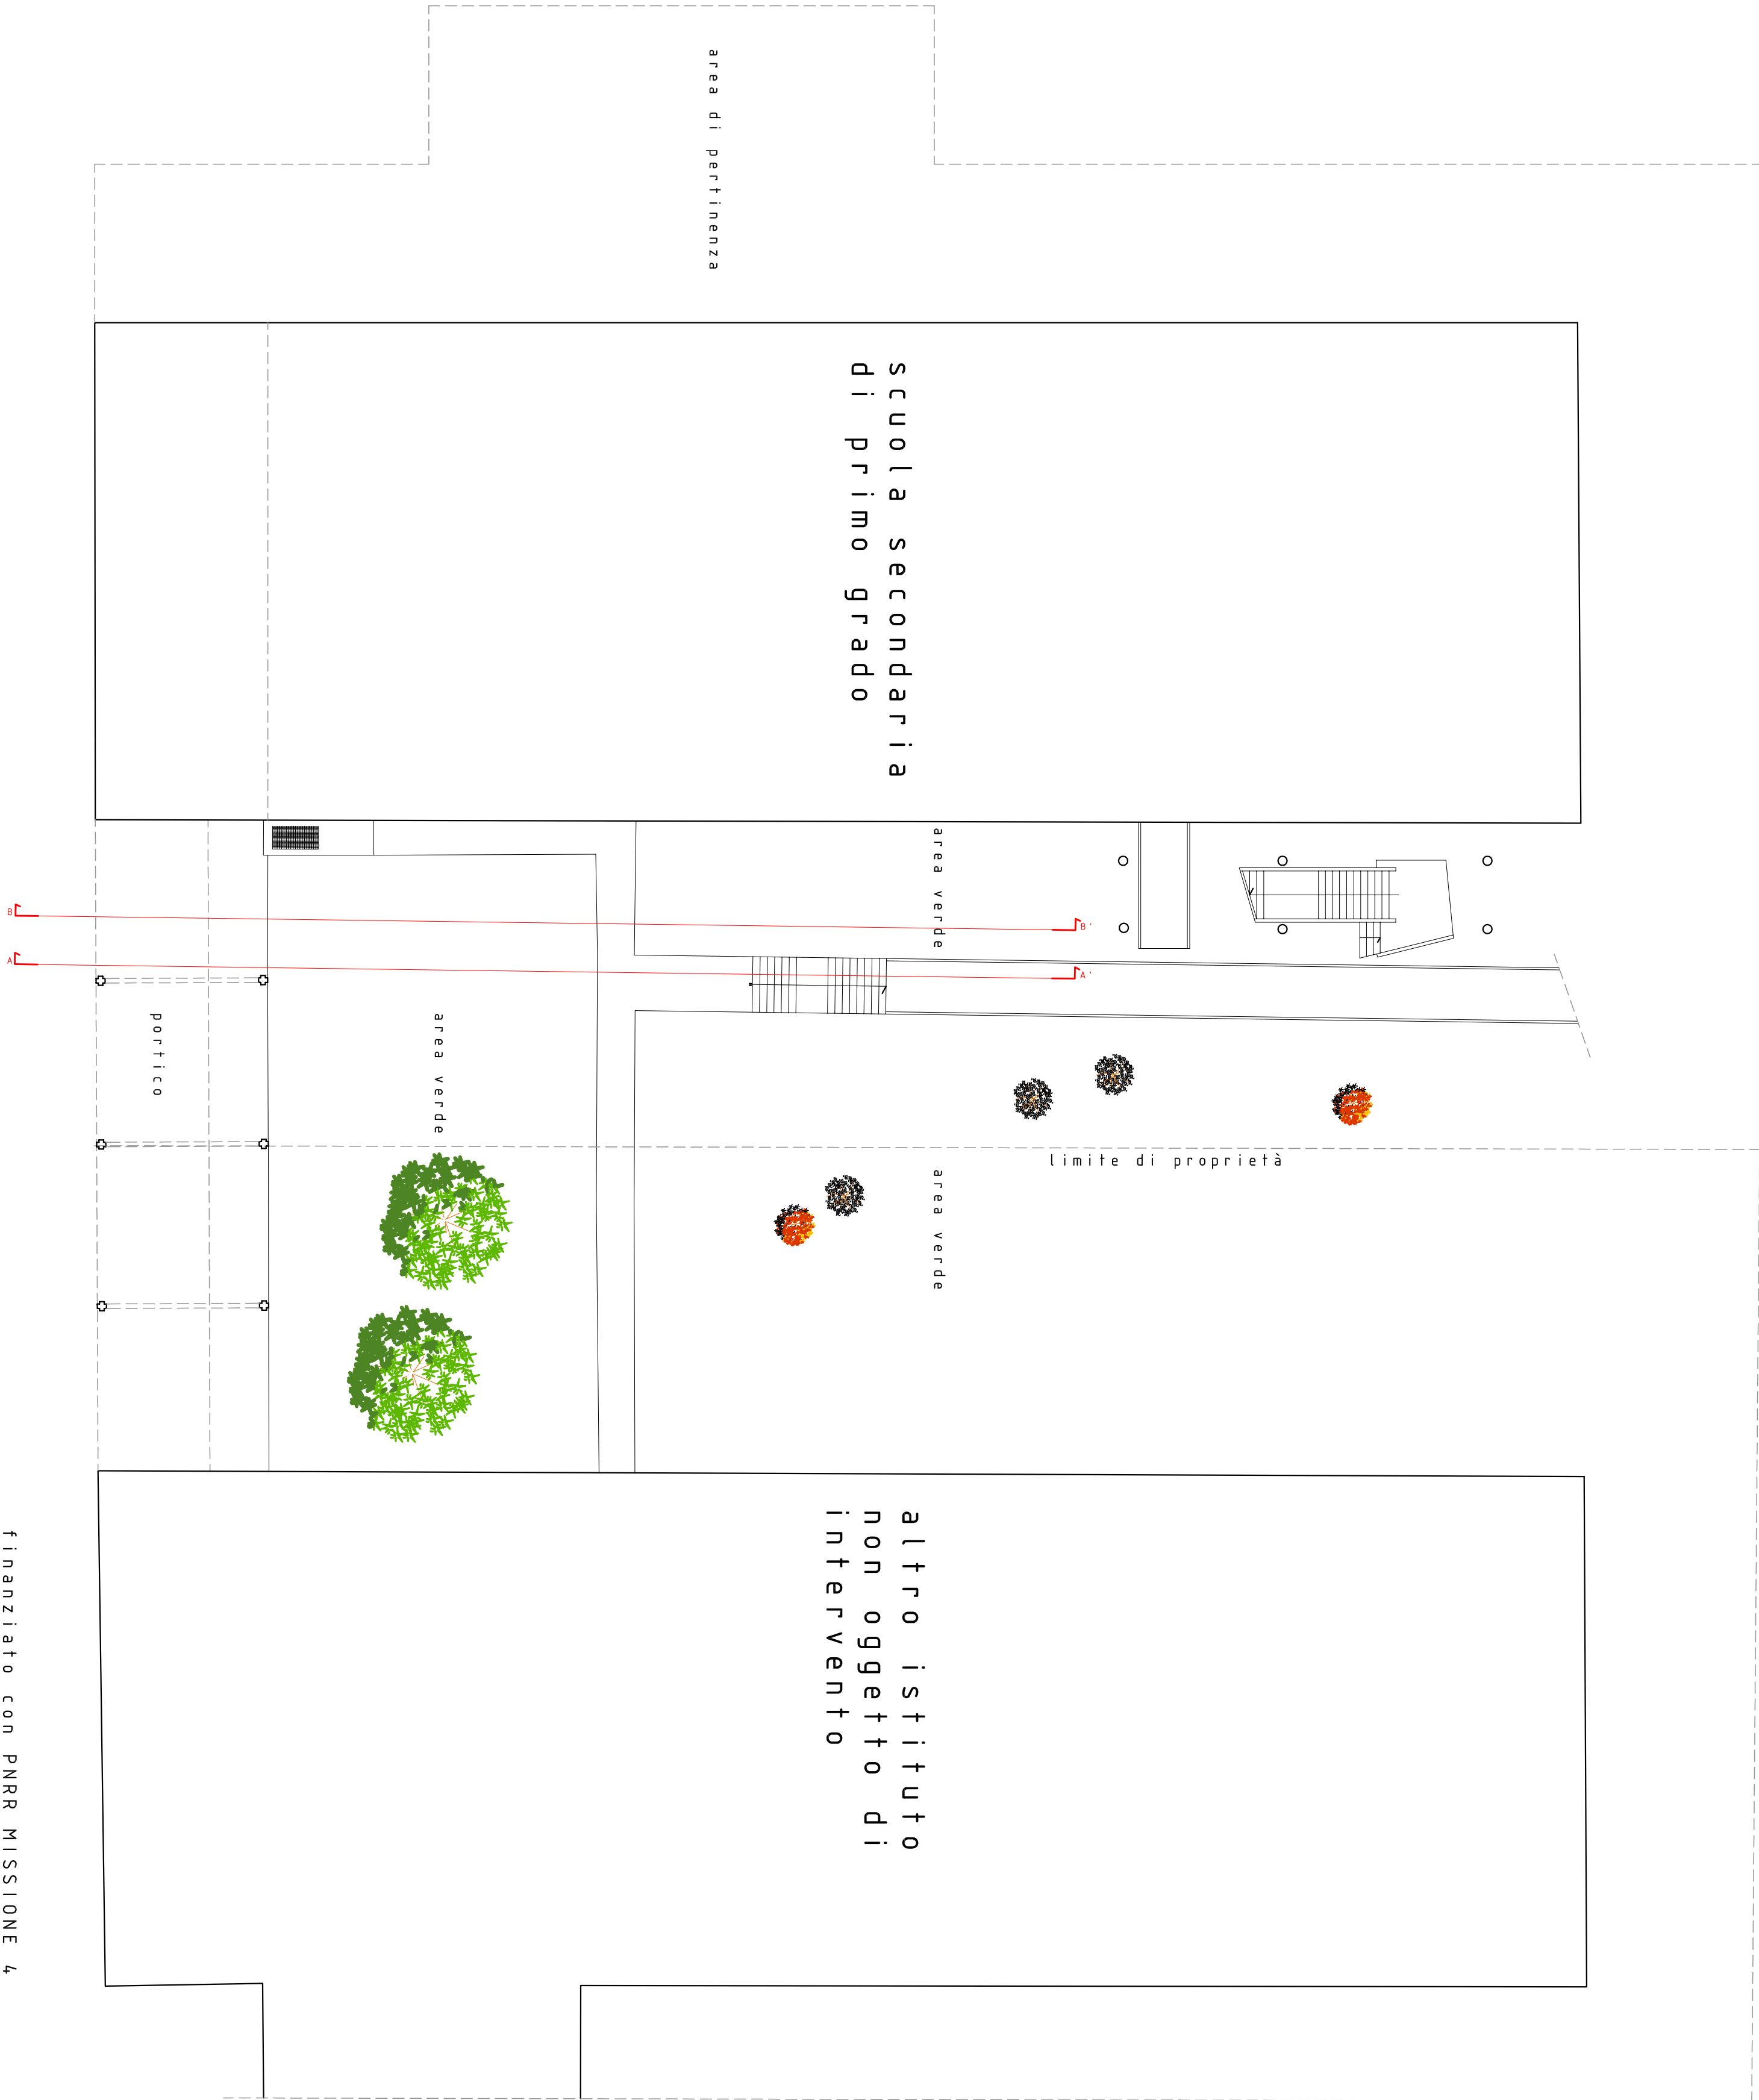 area di pertinenza
scuola secondaria
di primo grado
area verde
B
B'
A
A'
portico
area verde
limite di proprietà
area verde
altro istituto
non oggetto di
intervento
finanziato con PNRR MISSIONE 4